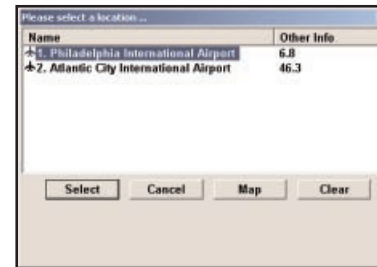 Please select a location ...
Name Other Info
1. Philadelphia International Airport 6.8
2. Atlantic City International Airport 46.3
Select Cancel Map Clear